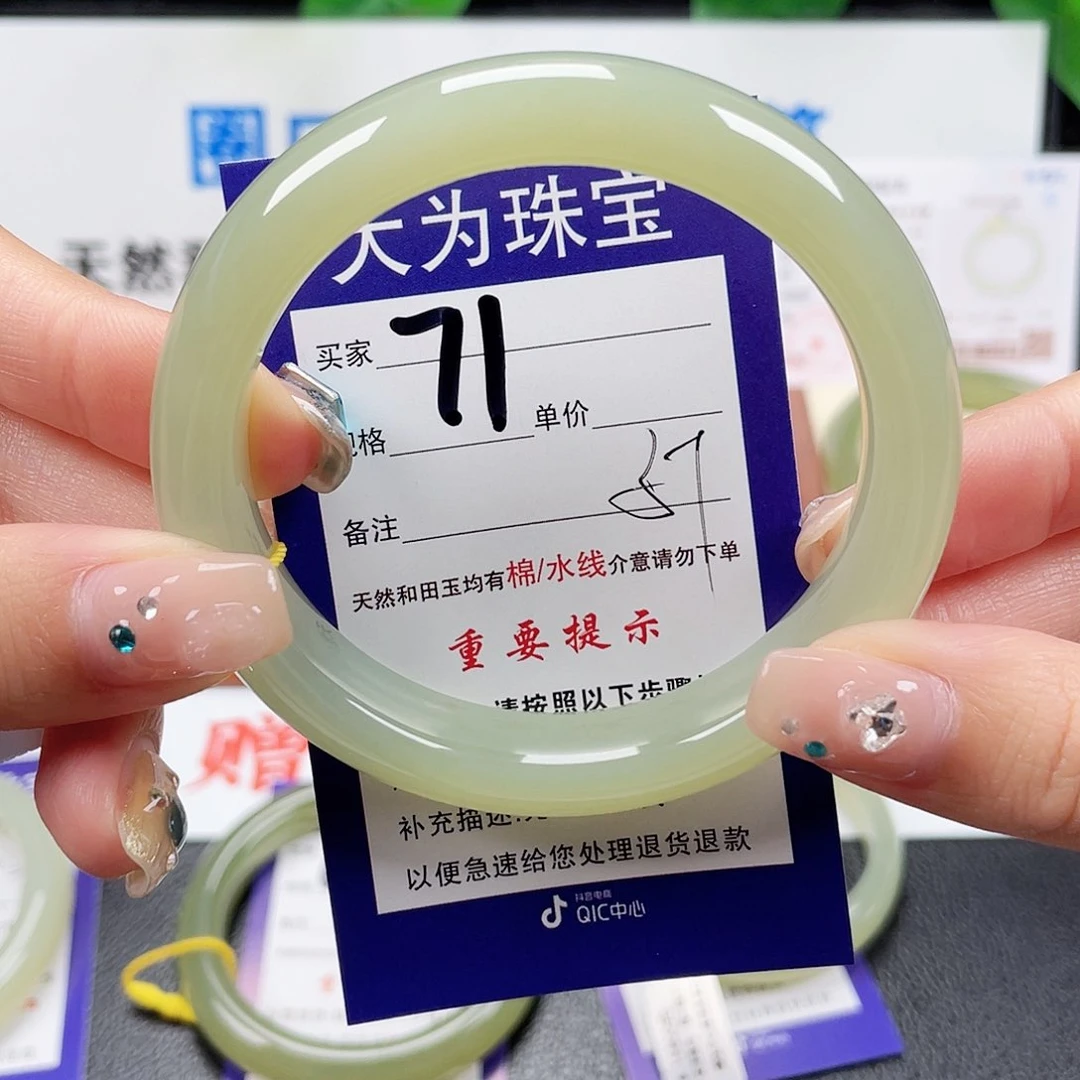 天然
大为珠宝
买家 71
格 单价
57
备注
天然和田玉均有棉/水线介意请勿下单
重要提示
请按照以下步骤
补充描述:
以便急速给您处理退货退款
赠
抖音电商
QIC中心